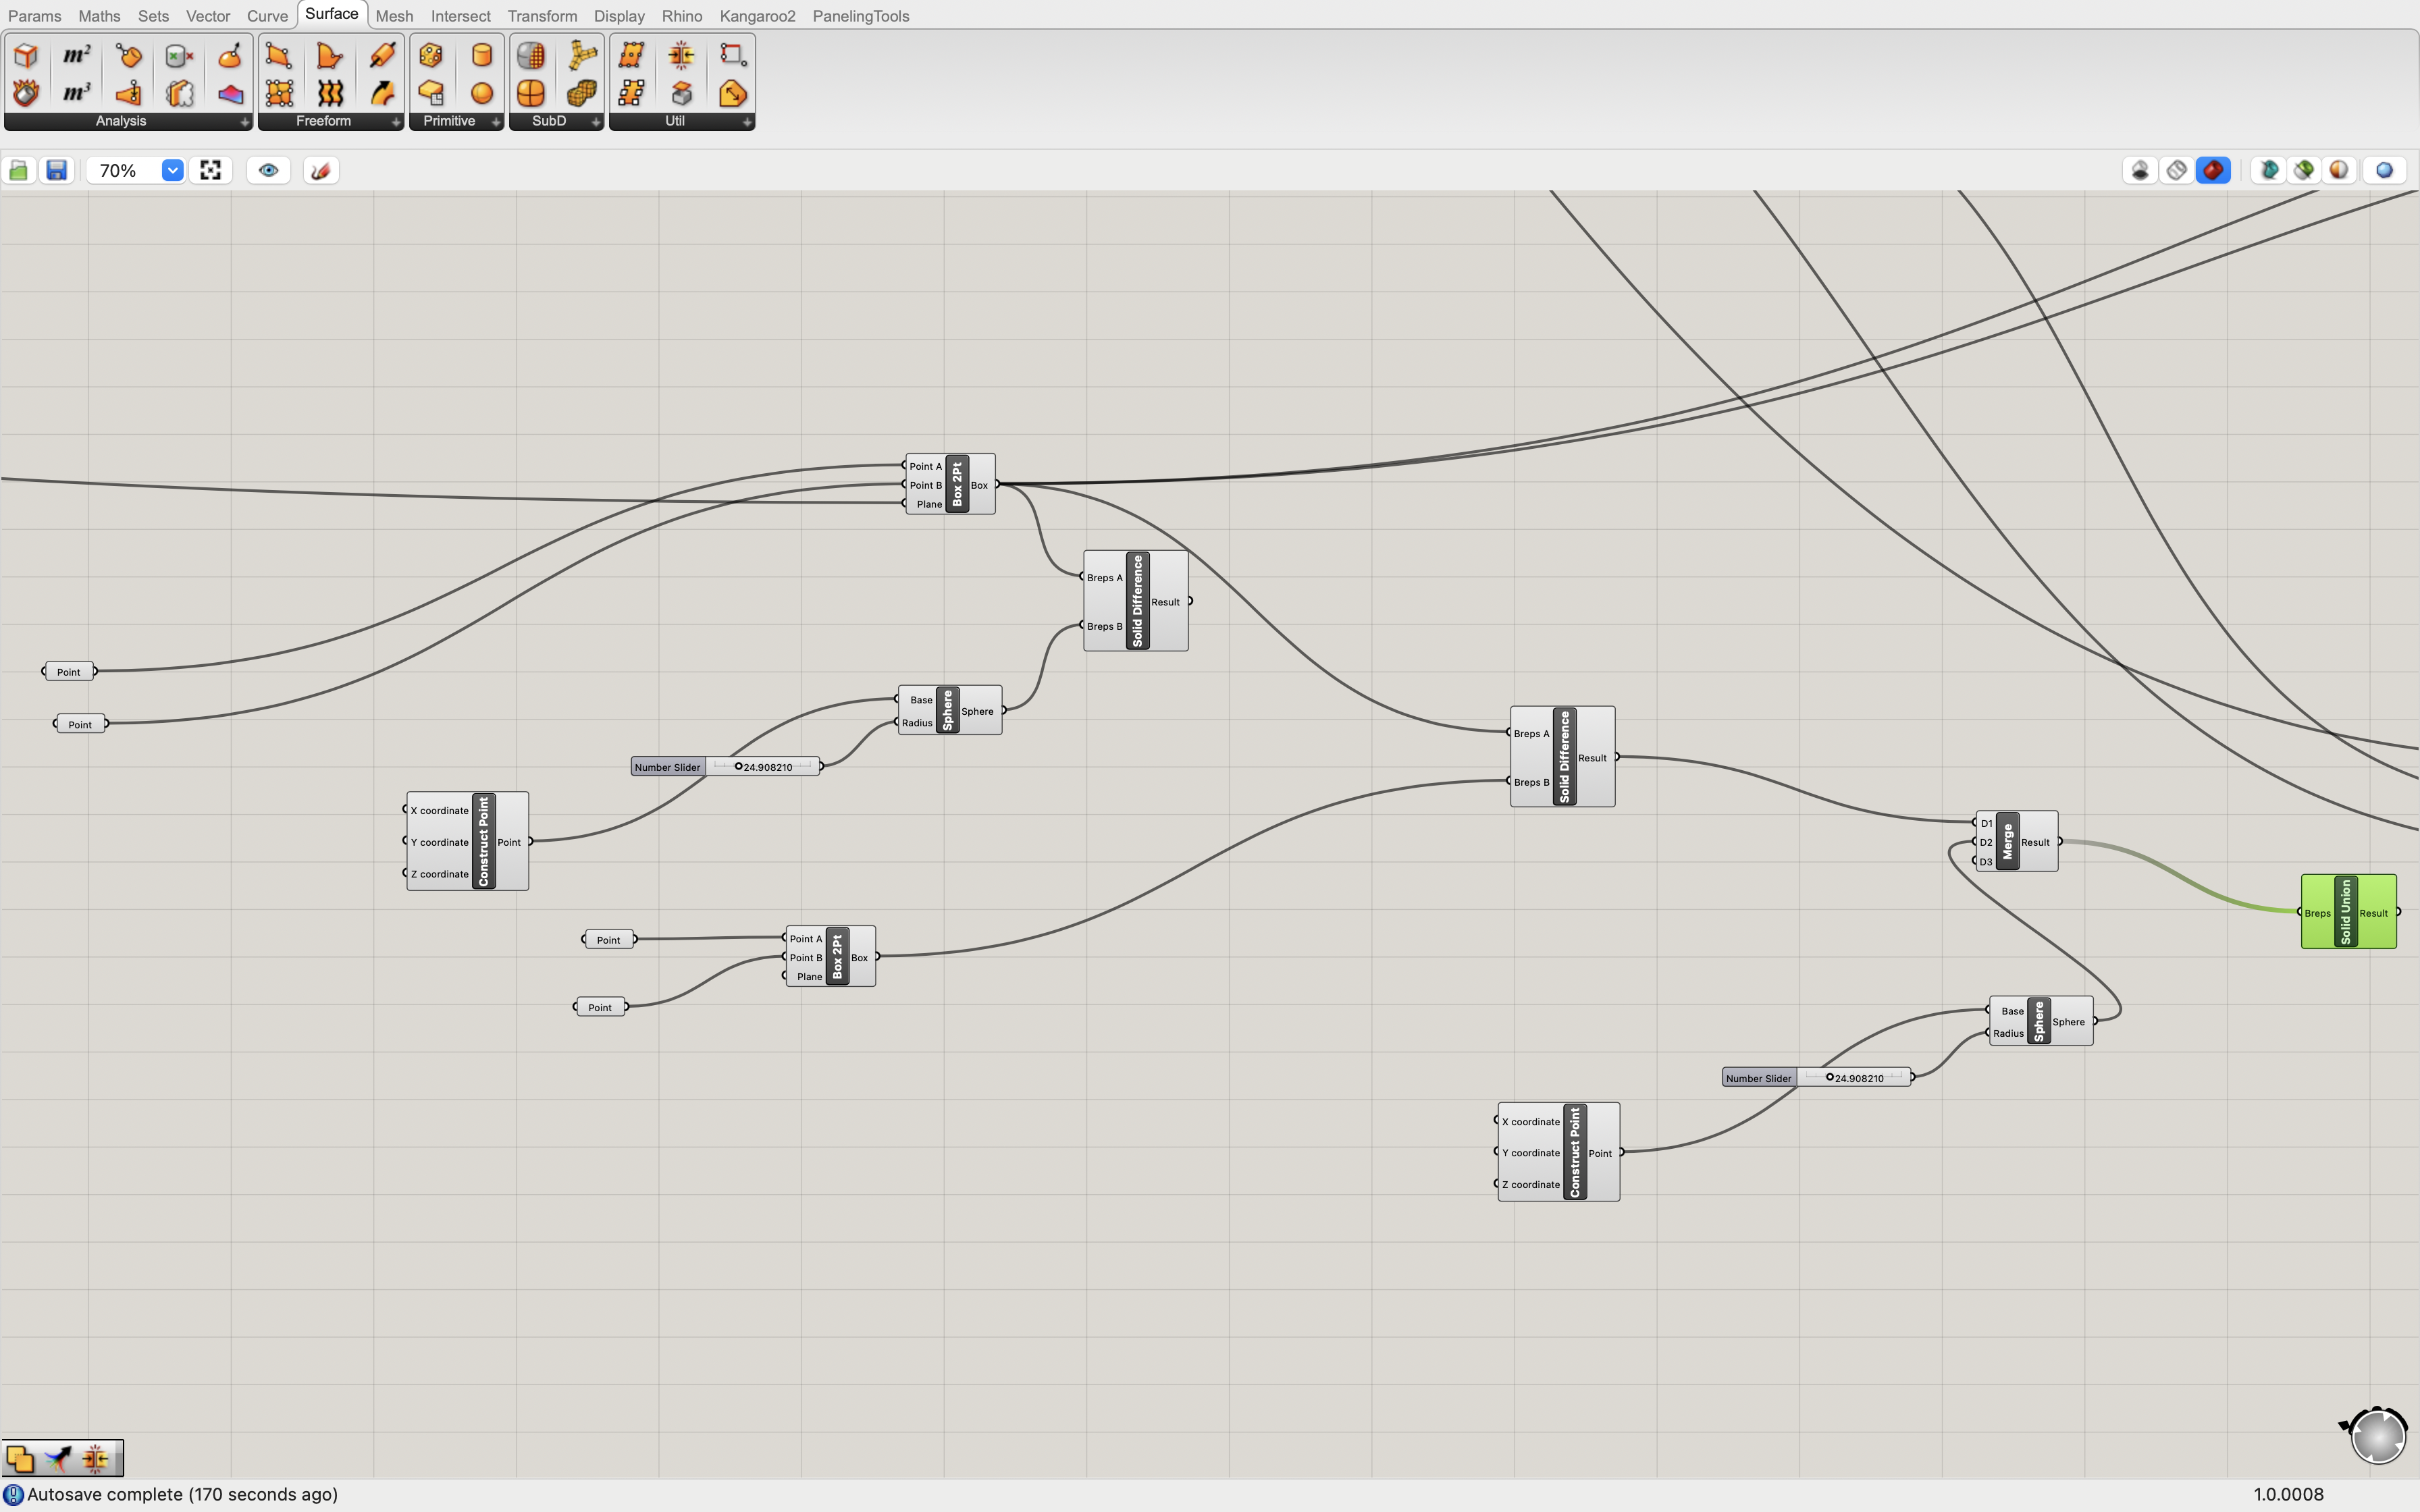 Params Maths Sets Vector Curve Surface Mesh Intersect Transform Display Rhino Kangaroo2 PanelingTools
m²
m³
Analysis Freeform Primitive SubD Util
70%
Point A
Point B
Plane
Box 2Pt
Box
Breps A
Breps B
Solid Difference
Result
Point
Point
Base
Radius
Sphere
Sphere
Number Slider 24.908210
X coordinate
Y coordinate
Z coordinate
Construct Point
Point
Breps A
Breps B
Solid Difference
Result
D1
D2
D3
Merge
Result
Breps
Solid Union
Result
Point
Point
Point A
Point B
Plane
Box 2Pt
Box
Base
Radius
Sphere
Sphere
Number Slider 24.908210
X coordinate
Y coordinate
Z coordinate
Construct Point
Point
Autosave complete (170 seconds ago)
1.0.0008